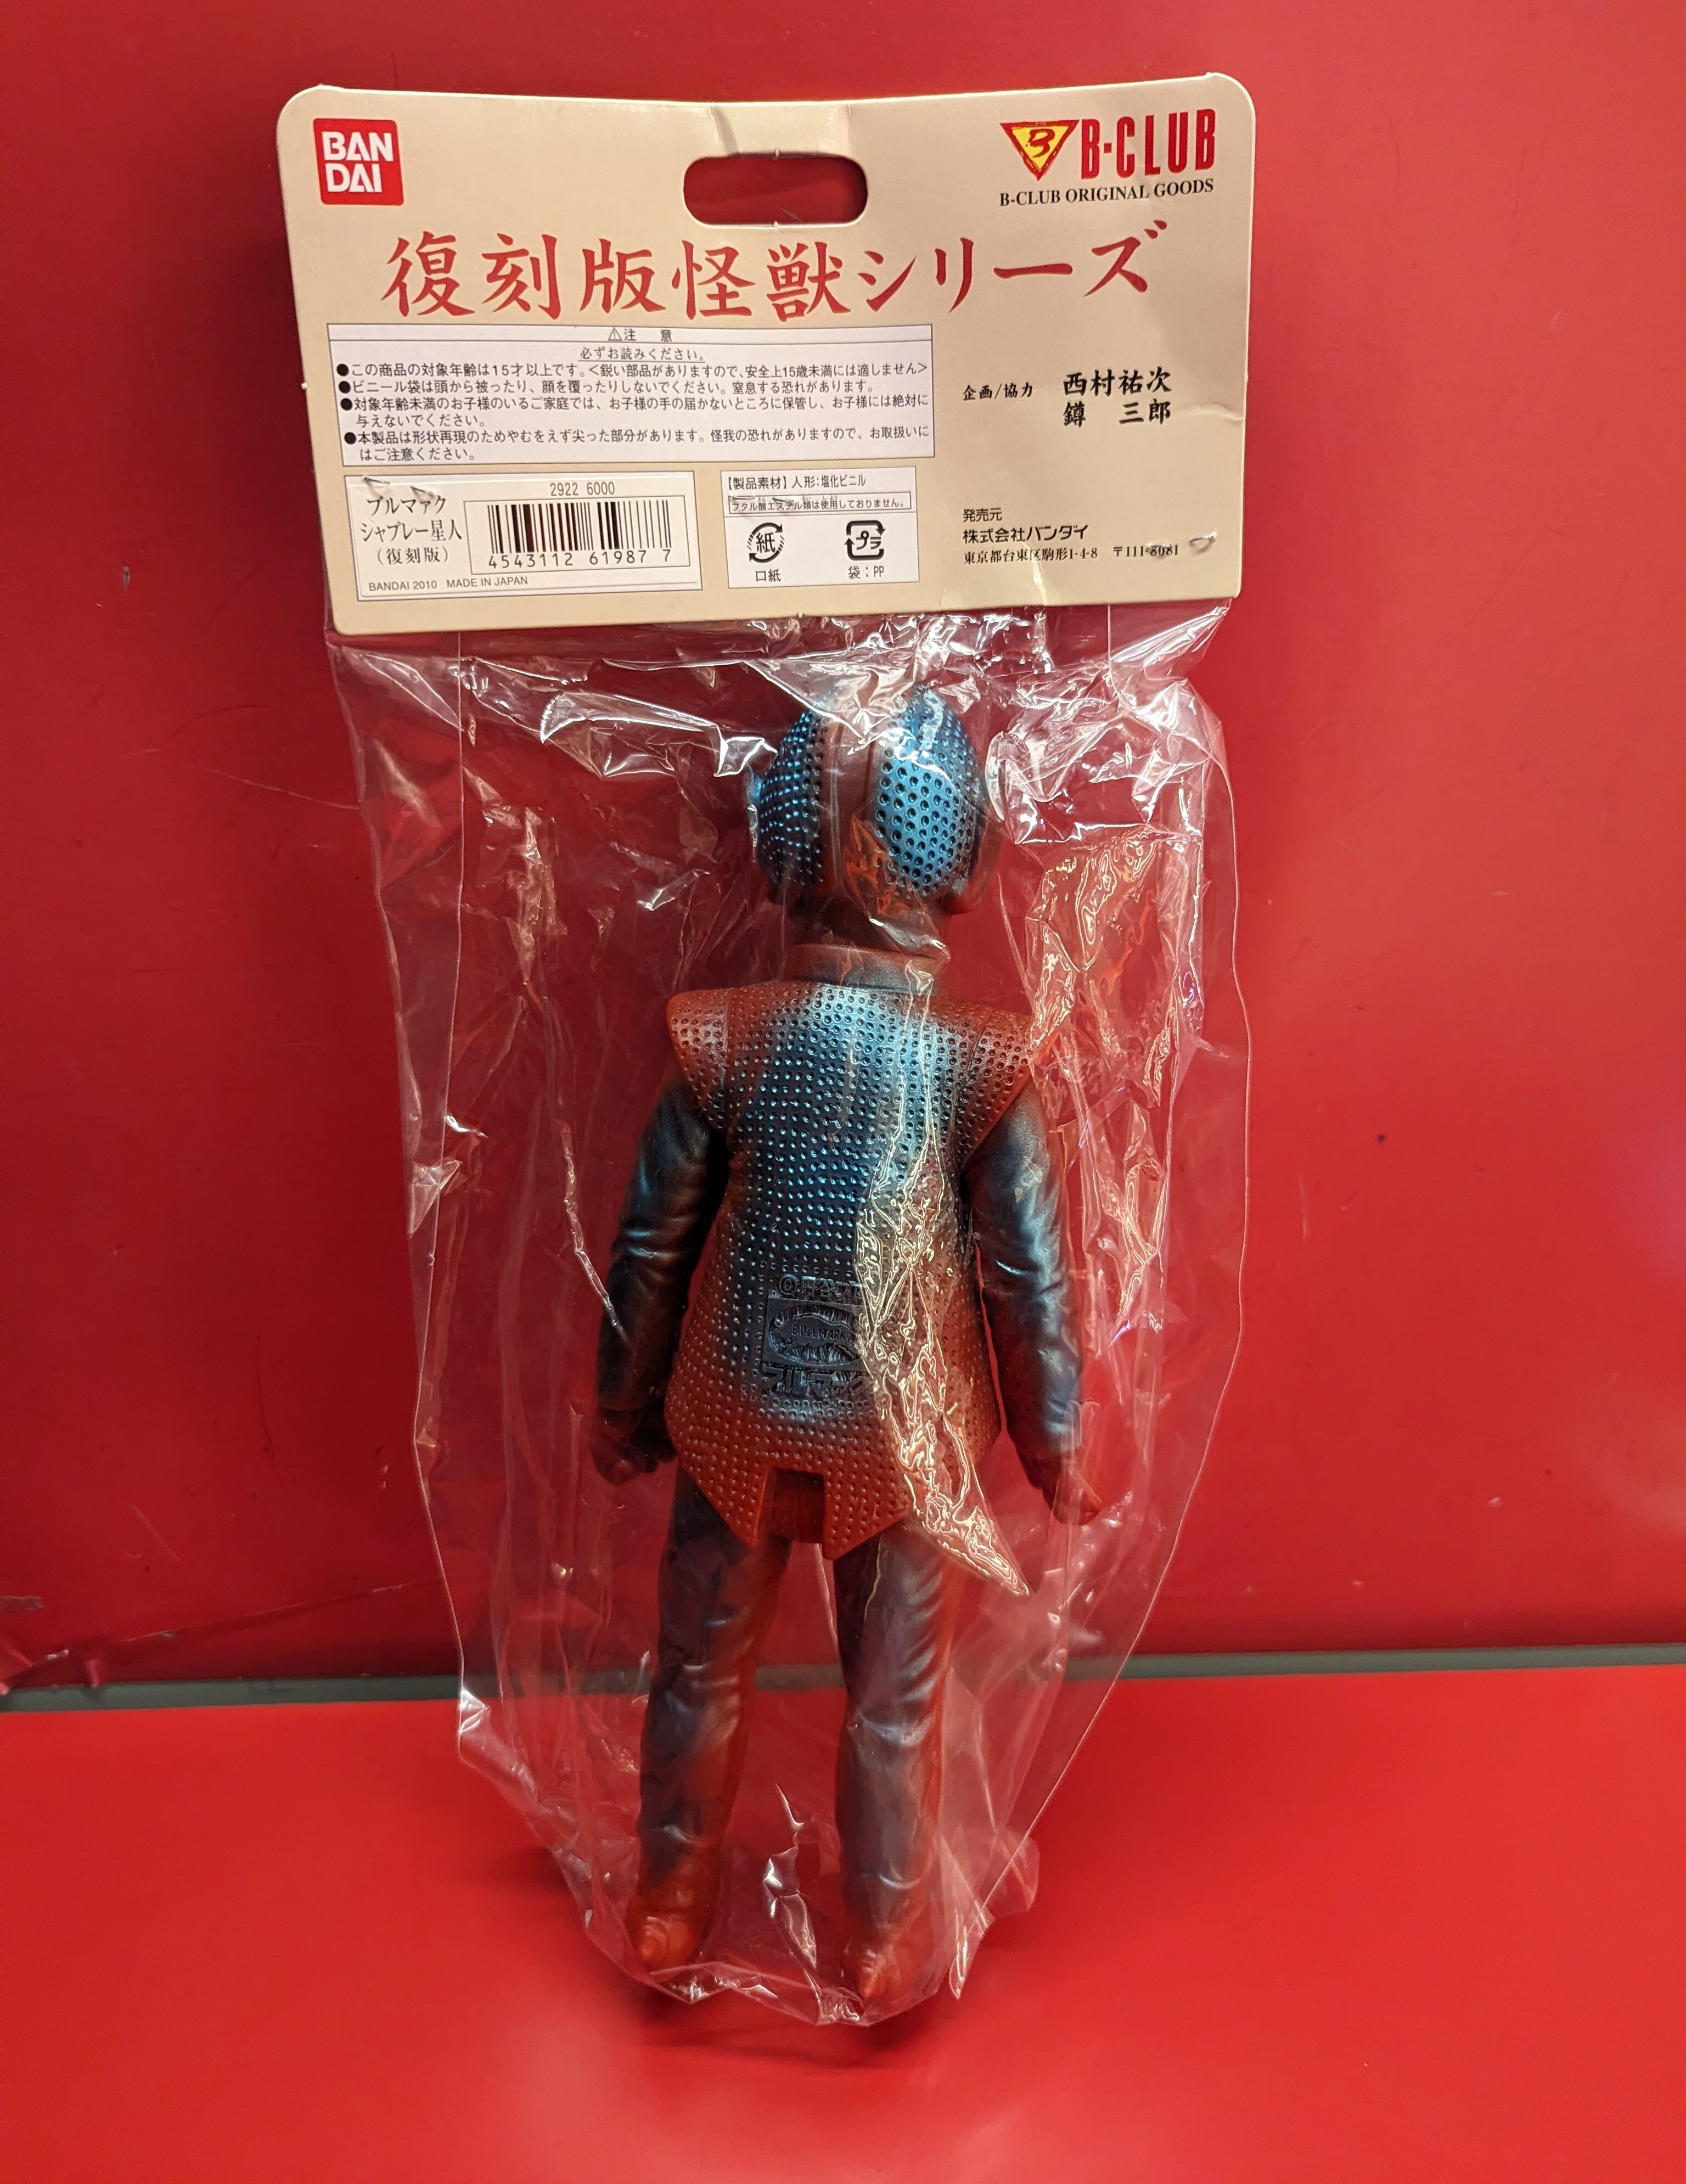 BAN
DAI
B-CLUB
B-CLUB ORIGINAL GOODS
復刻版怪獣シリーズ
⚠注 意
必ずお読みください。
●この商品の対象年齢は15才以上です。<鋭い部品がありますので、安全上15歳未満には適しません>
●ビニール袋は頭から被ったり、顔を覆ったりしないでください。窒息する恐れがあります。
●対象年齢未満のお子様のいるご家庭では、お子様の手の届かないところに保管し、お子様には絶対に
与えないでください。
●本製品は形状再現のためやむをえず尖った部分があります。怪我の恐れがありますので、お取扱いに
はご注意ください。
企画/協力 西村祐次
鐏 三郎
ブルマァク
シャプレー星人
(復刻版)
2922 6000
4543112 61987 7
BANDAI 2010 MADE IN JAPAN
【製品素材】人形:塩化ビニル
フタル酸エステル類は使用しておりません。
紙
口紙
プラ
袋:PP
発売元
株式会社バンダイ
東京都台東区駒形1-4-8 〒111-8081
BULLMARK
ブルマァク